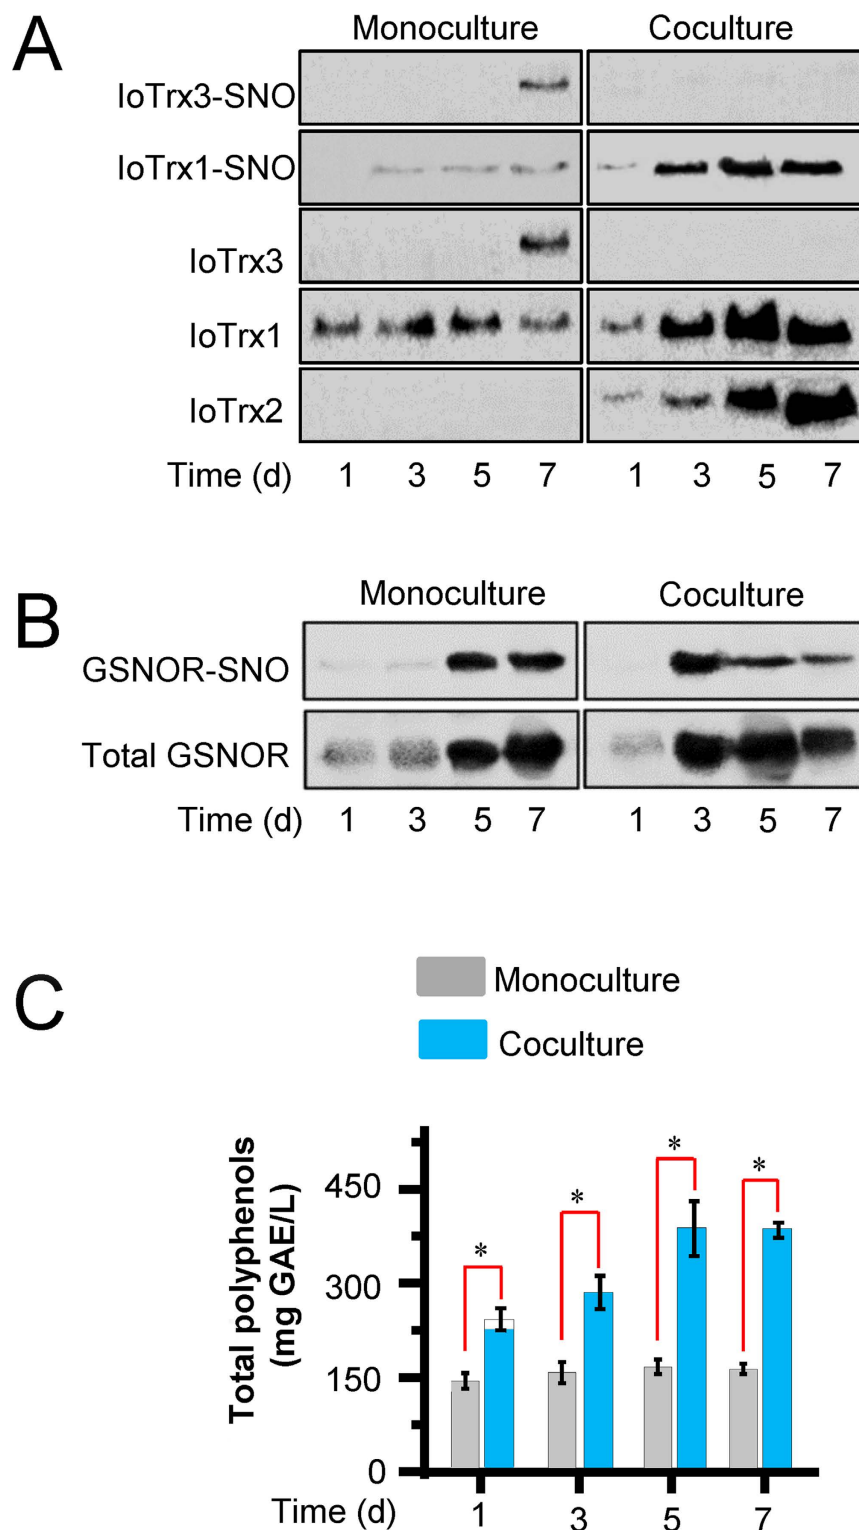 A
Monoculture Coculture
IoTrx3-SNO
IoTrx1-SNO
IoTrx3
IoTrx1
IoTrx2
Time (d) 1 3 5 7 1 3 5 7
B
Monoculture Coculture
GSNOR-SNO
Total GSNOR
Time (d) 1 3 5 7 1 3 5 7
C
Monoculture
Coculture
Total polyphenols
(mg GAE/L)
450
300
150
0
* * * *
Time (d) 1 3 5 7